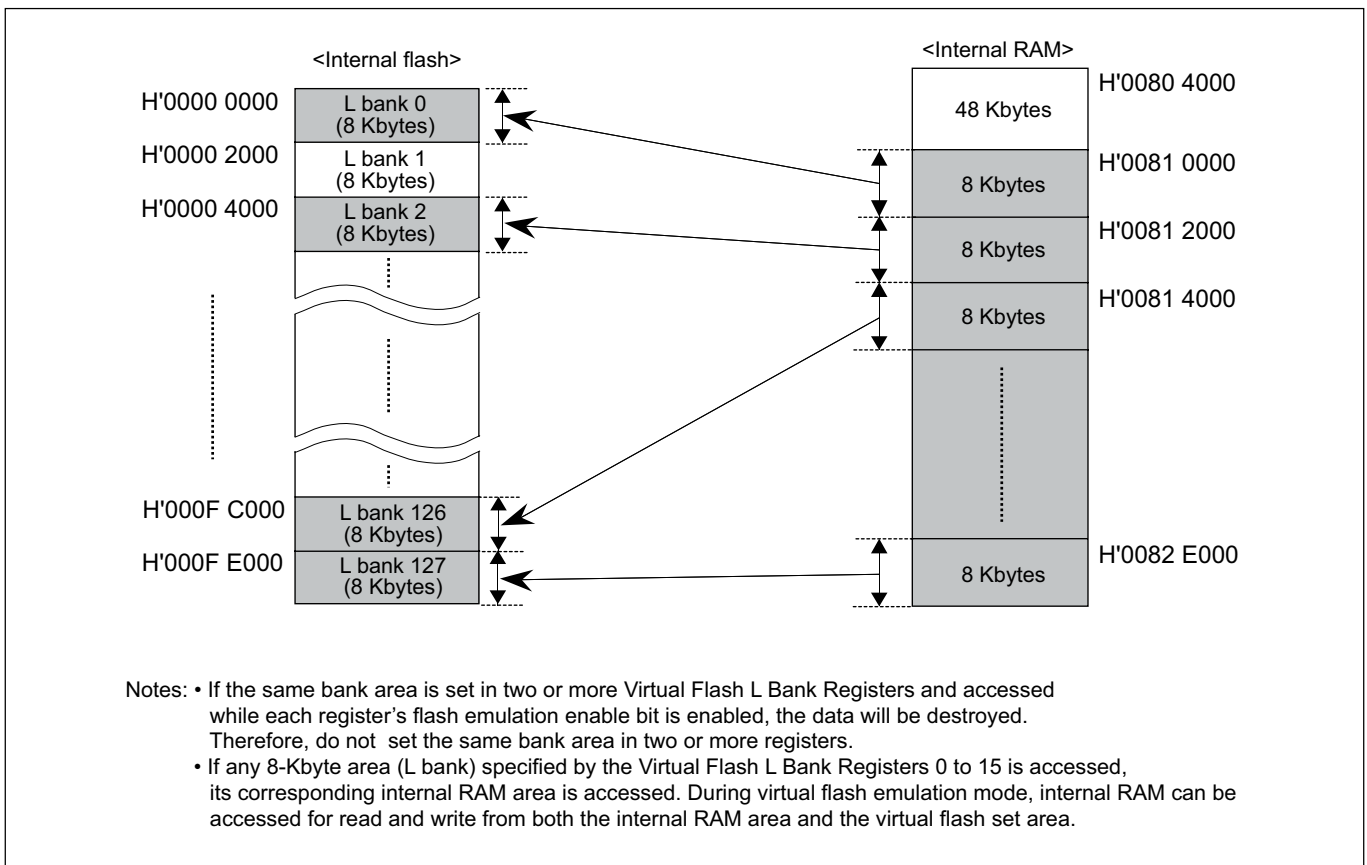 <Internal flash>
H'0000 0000
L bank 0
(8 Kbytes)
H'0000 2000
L bank 1
(8 Kbytes)
H'0000 4000
L bank 2
(8 Kbytes)
H'000F C000
L bank 126
(8 Kbytes)
H'000F E000
L bank 127
(8 Kbytes)
<Internal RAM>
H'0080 4000
48 Kbytes
H'0081 0000
8 Kbytes
H'0081 2000
8 Kbytes
H'0081 4000
8 Kbytes
H'0082 E000
8 Kbytes
Notes: • If the same bank area is set in two or more Virtual Flash L Bank Registers and accessed
while each register's flash emulation enable bit is enabled, the data will be destroyed.
Therefore, do not set the same bank area in two or more registers.
• If any 8-Kbyte area (L bank) specified by the Virtual Flash L Bank Registers 0 to 15 is accessed,
its corresponding internal RAM area is accessed. During virtual flash emulation mode, internal RAM can be
accessed for read and write from both the internal RAM area and the virtual flash set area.